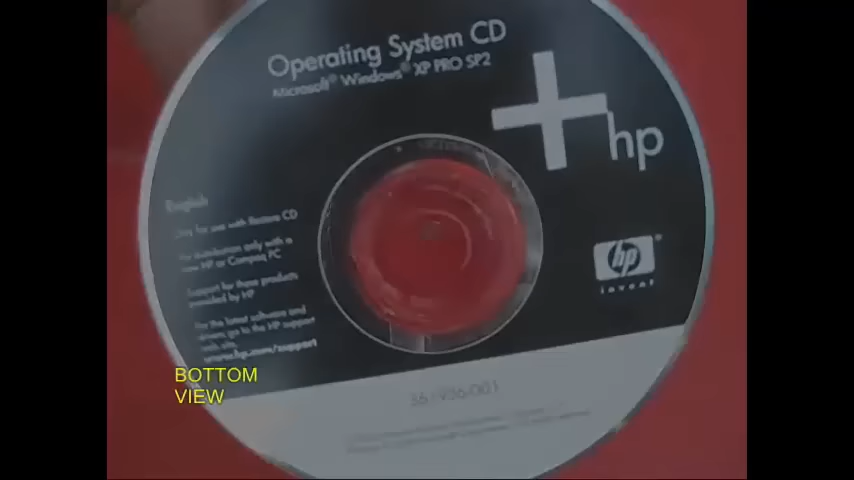 Operating System CD
Microsoft® Windows® XP PRO SP2
hp
English
Only for use with Restore CD
For distribution only with a
new HP or Compaq PC
Support for these products
provided by HP
For the latest software and
go to the HP support
web site.
www.hp.com/support
hp
invent
BOTTOM
VIEW